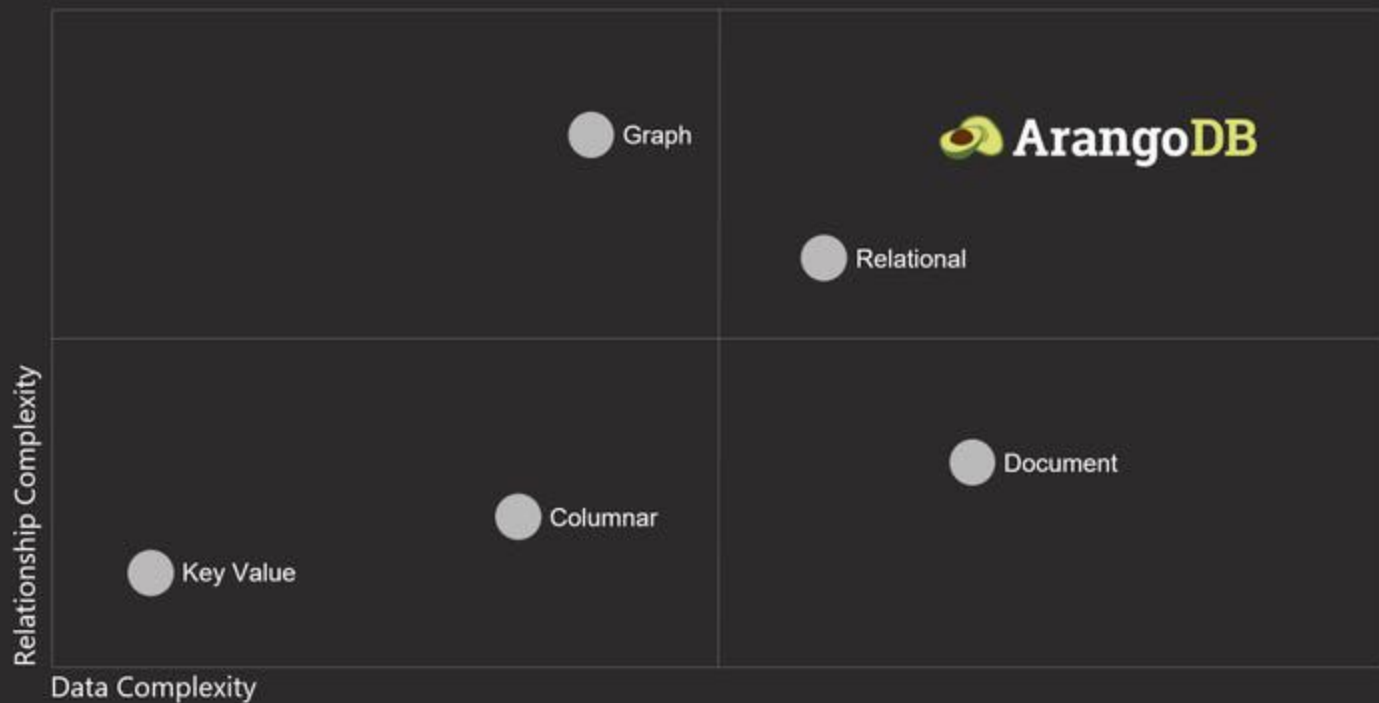 Graph
ArangoDB
Relational
Document
Columnar
Key Value
Relationship Complexity
Data Complexity